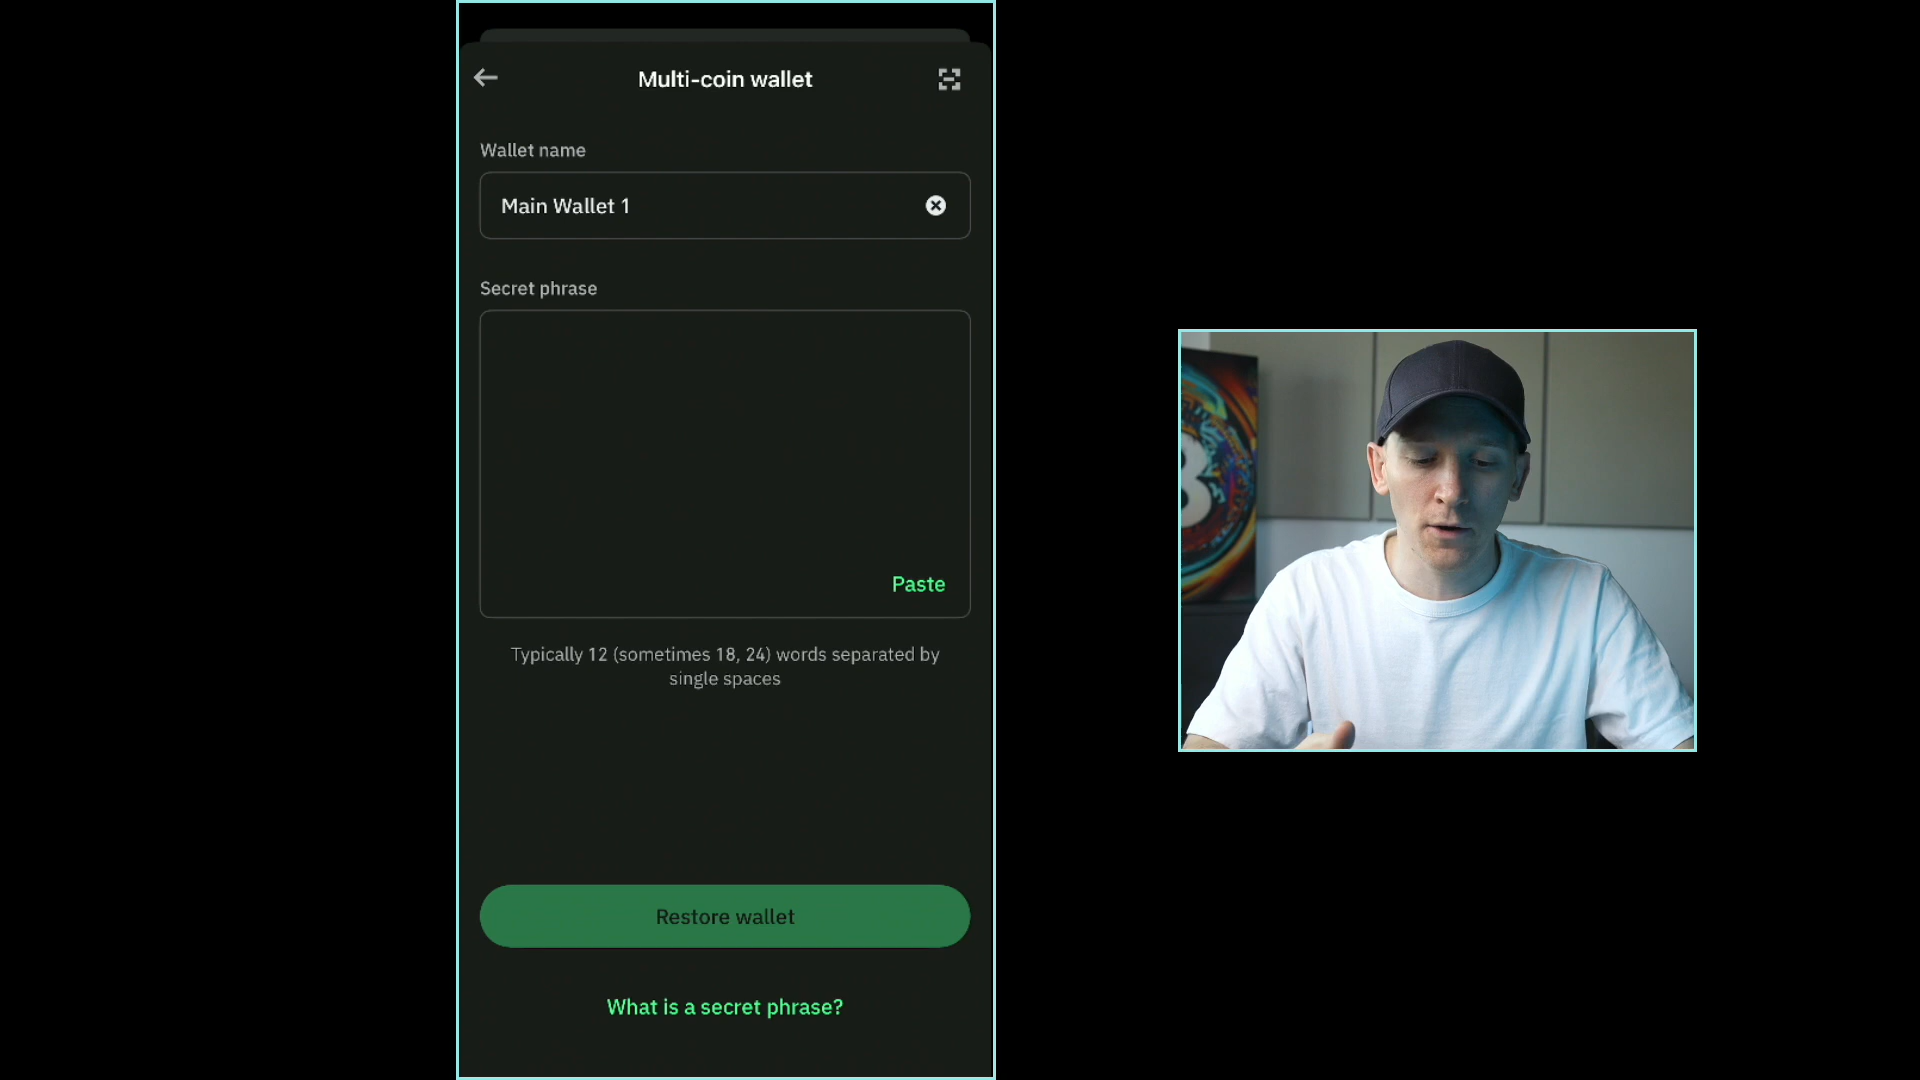 Multi-coin wallet
Wallet name
Main Wallet 1
Secret phrase
Paste
Typically 12 (sometimes 18, 24) words separated by
single spaces
Restore wallet
What is a secret phrase?